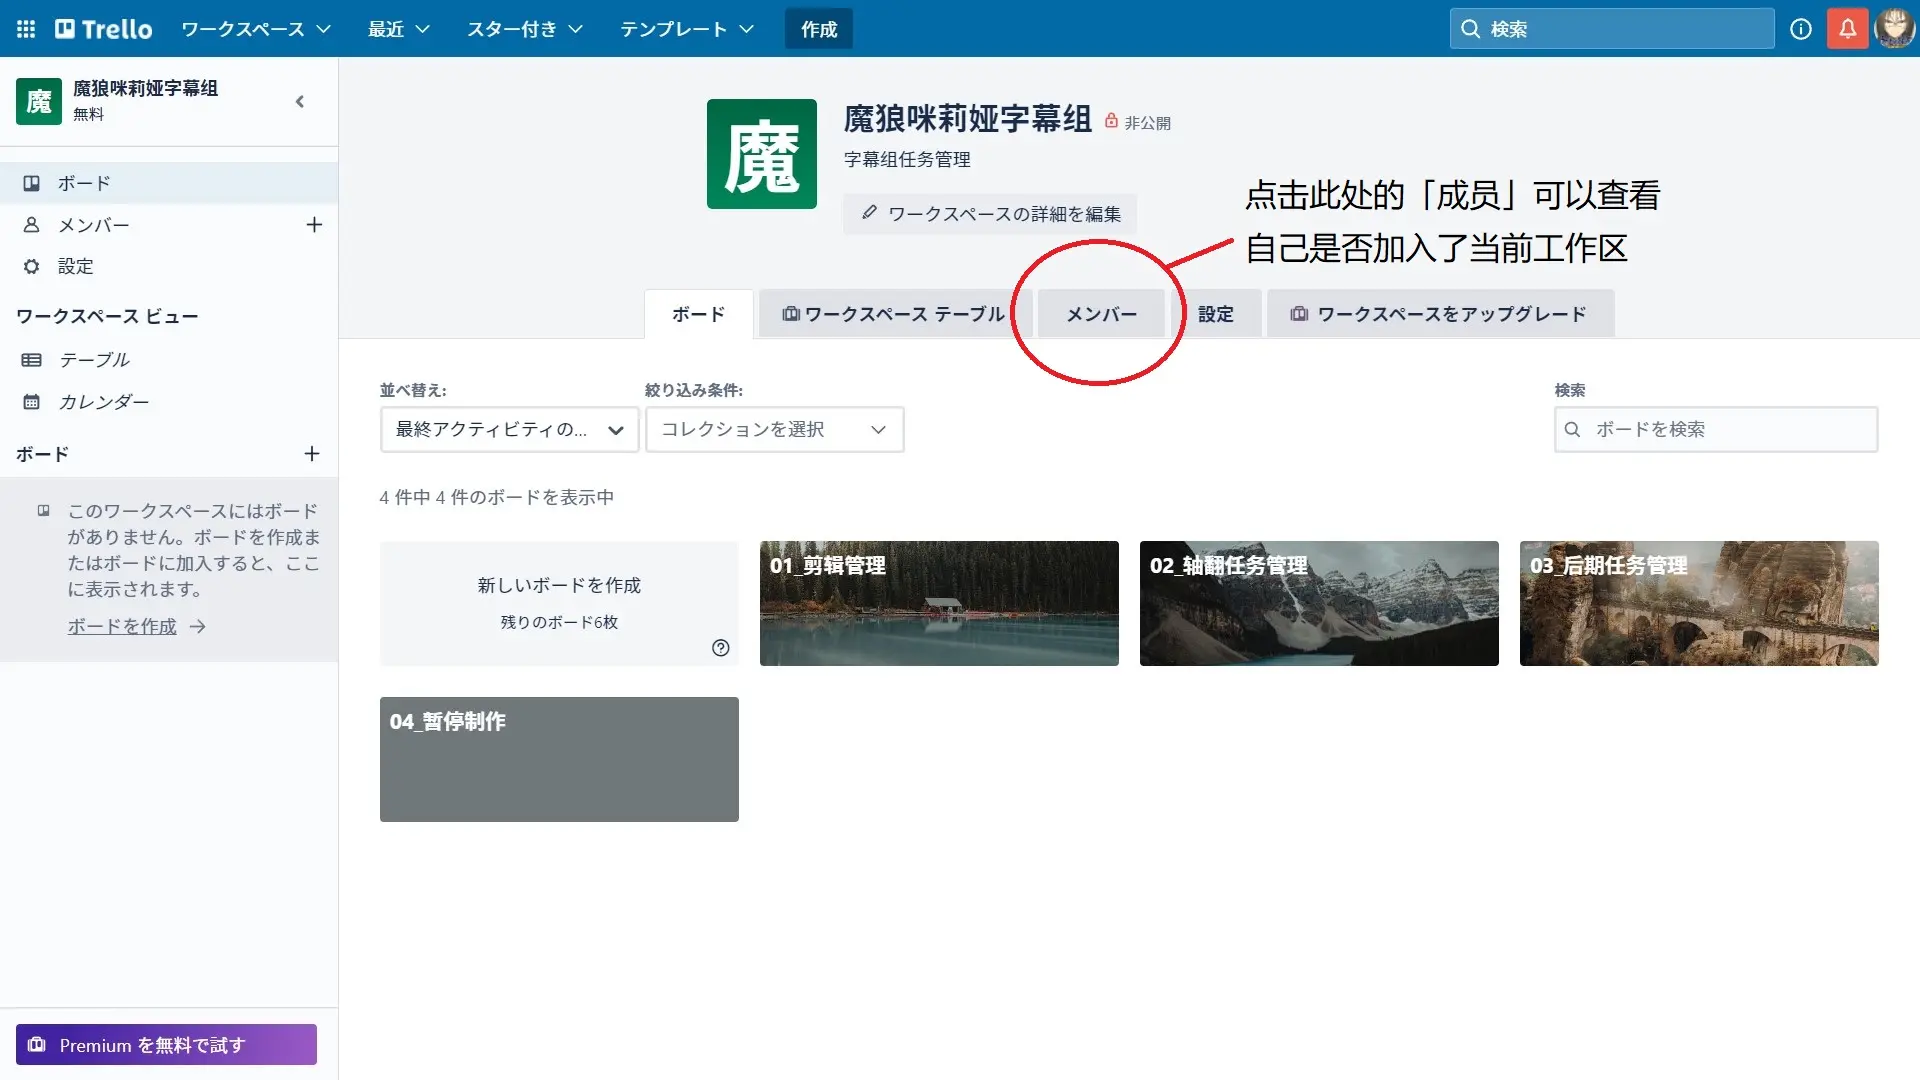 Trello
ワークスペース
最近
スター付き
テンプレート
作成
検索
魔
魔狼咪莉娅字幕组
無料
ボード
メンバー
設定
ワークスペース ビュー
テーブル
カレンダー
ボード
このワークスペースにはボード
がありません。ボードを作成ま
たはボードに加入すると、ここ
に表示されます。
ボードを作成 →
Premium を無料で試す
魔
魔狼咪莉娅字幕组
非公開
字幕组任务管理
ワークスペースの詳細を編集
点击此处的「成员」可以查看
自己是否加入了当前工作区
ボード
ワークスペース テーブル
メンバー
設定
ワークスペースをアップグレード
並べ替え:
最終アクティビティの...
絞り込み条件:
コレクションを選択
検索
ボードを検索
4 件中 4 件のボードを表示中
新しいボードを作成
残りのボード6枚
01_剪辑管理
02_轴翻任务管理
03_后期任务管理
04_暂停制作